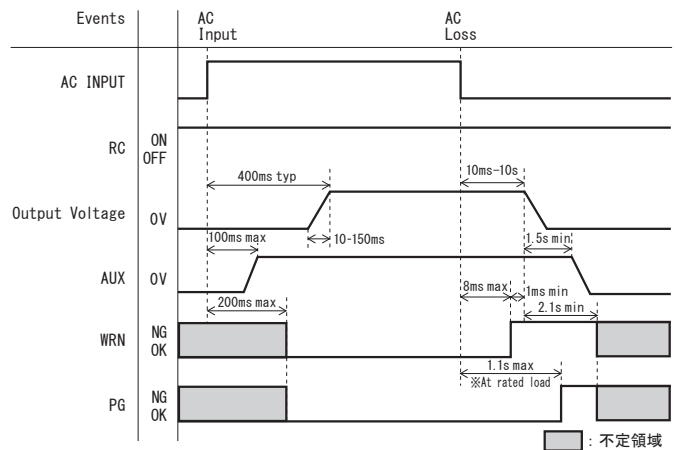 Events
AC
Input
AC
Loss
AC INPUT
RC
ON
OFF
400ms typ
10ms-10s
Output Voltage
0V
10-150ms
100ms max
1.5s min
AUX
0V
8ms max
1ms min
200ms max
2.1s min
WRN
NG
OK
1.1s max
※At rated load
PG
NG
OK
: 不定領域